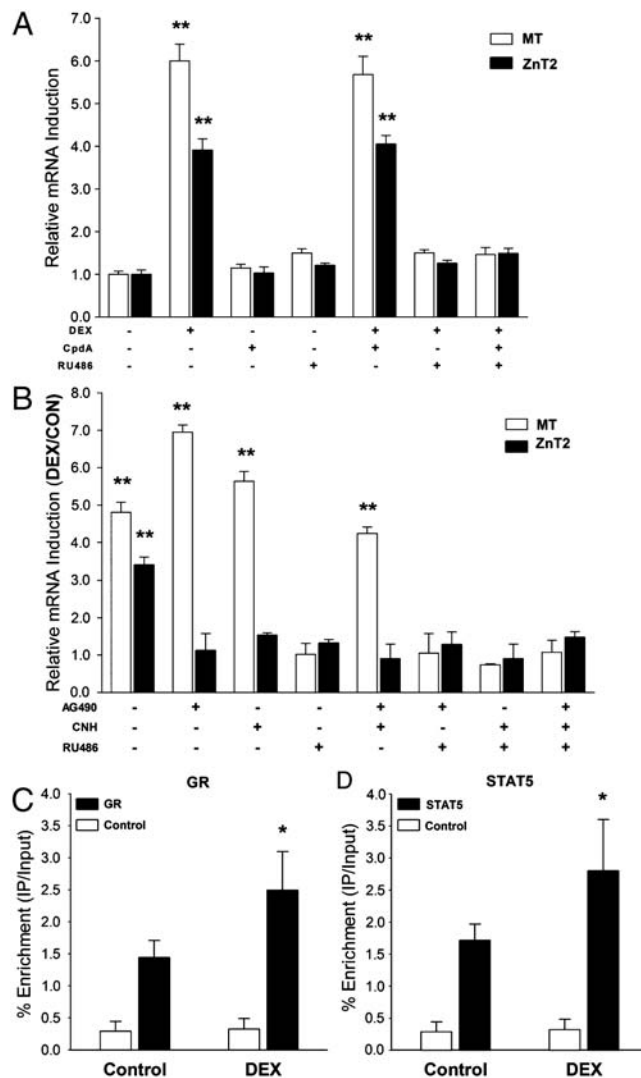 A
Relative mRNA Induction
7.0
6.0
5.0
4.0
3.0
2.0
1.0
0.0
** ** ** **
MT
ZnT2
DEX - + - - + + +
CpdA - - + - + - +
RU486 - - - + - + +
B
Relative mRNA Induction (DEX/CON)
8.0
7.0
6.0
5.0
4.0
3.0
2.0
1.0
0.0
** ** ** ** **
MT
ZnT2
AG490 - + - - + + - +
CNH - - + - + - + +
RU486 - - - + - + + +
C
GR
% Enrichment (IP/Input)
4.0
3.5
3.0
2.5
2.0
1.5
1.0
0.5
0.0
GR
Control
*
Control DEX
D
STAT5
% Enrichment (IP/Input)
4.0
3.5
3.0
2.5
2.0
1.5
1.0
0.5
0.0
STAT5
Control
*
Control DEX